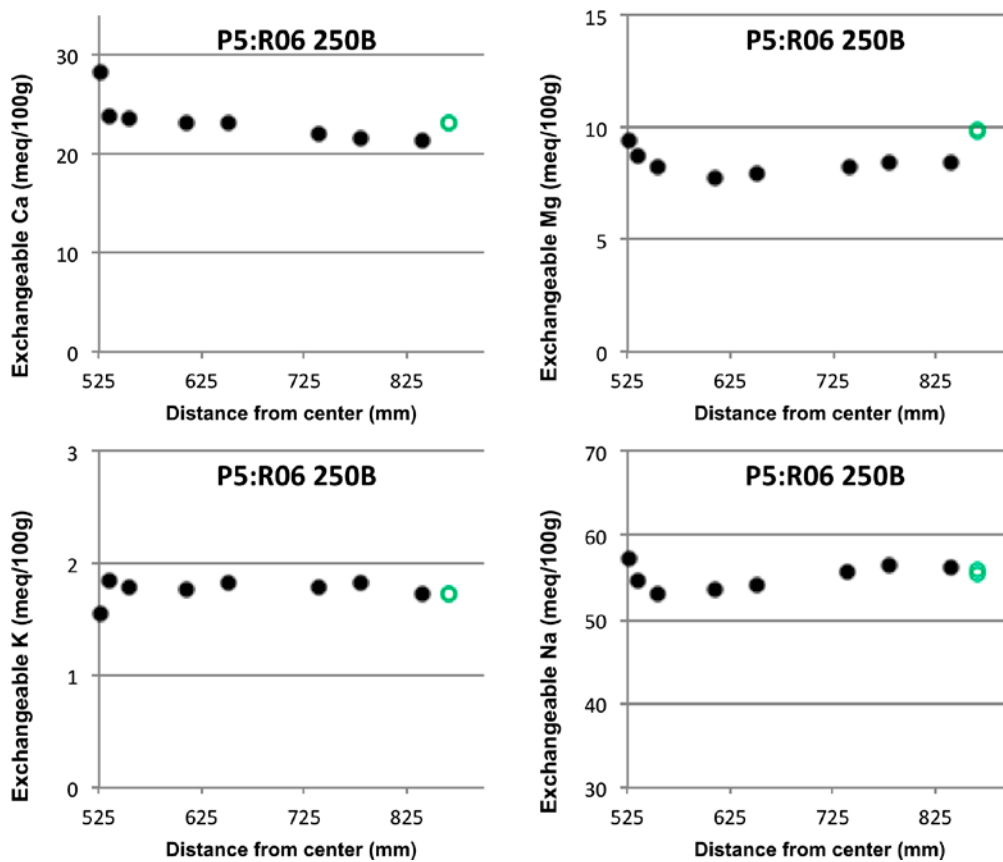 P5:R06 250B
Exchangeable Ca (meq/100g)
30
20
10
0
525 625 725 825
Distance from center (mm)
P5:R06 250B
Exchangeable Mg (meq/100g)
15
10
5
0
525 625 725 825
Distance from center (mm)
P5:R06 250B
Exchangeable K (meq/100g)
3
2
1
0
525 625 725 825
Distance from center (mm)
P5:R06 250B
Exchangeable Na (meq/100g)
70
60
50
40
30
525 625 725 825
Distance from center (mm)